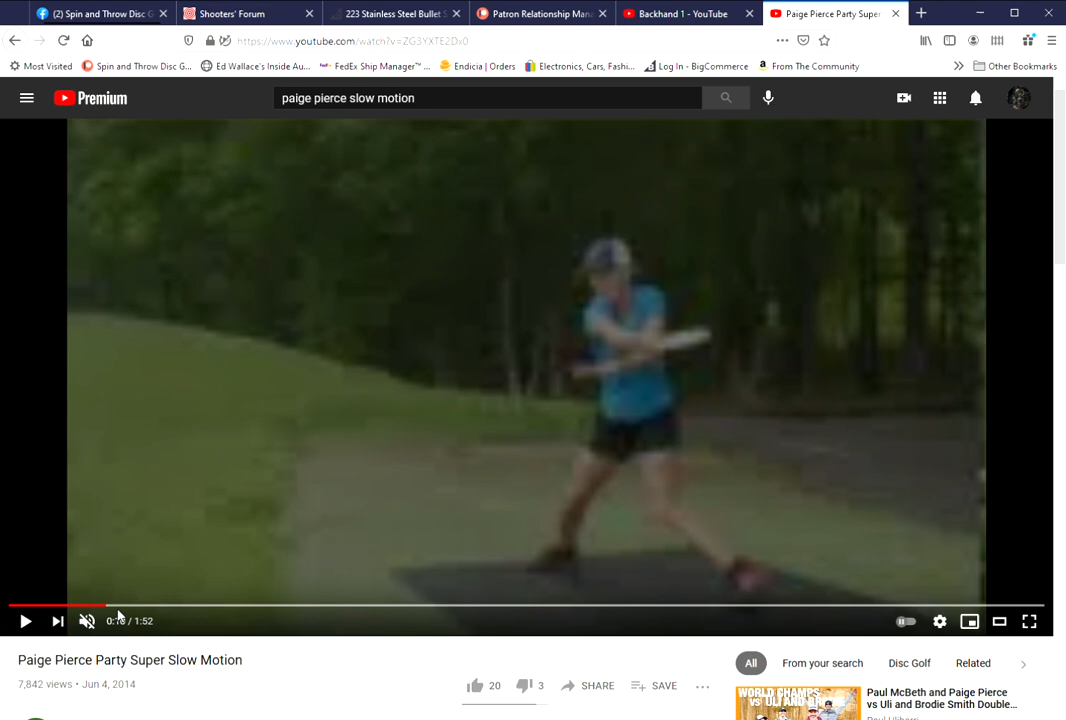 (2) Spin and Throw Disc G
Shooters' Forum
223 Stainless Steel Bullet S
Patron Relationship Man
Backhand 1 - YouTube
Paige Pierce Party Super
https://www.youtube.com/watch?v=ZG3YXTE2Dx0
Most Visited
Spin and Throw Disc G...
Ed Wallace's Inside Au...
FedEx Ship Manager™ ...
Endicia | Orders
Electronics, Cars, Fashi...
Log In - BigCommerce
From The Community
Other Bookmarks
Premium
paige pierce slow motion
/ 1:52
Paige Pierce Party Super Slow Motion
7,842 views • Jun 4, 2014
20
3
SHARE
SAVE
All
From your search
Disc Golf
Related
WORLD CHAMPS
VS ULI AND BRODIE SMITH
Paul McBeth and Paige Pierce
vs Uli and Brodie Smith Double...